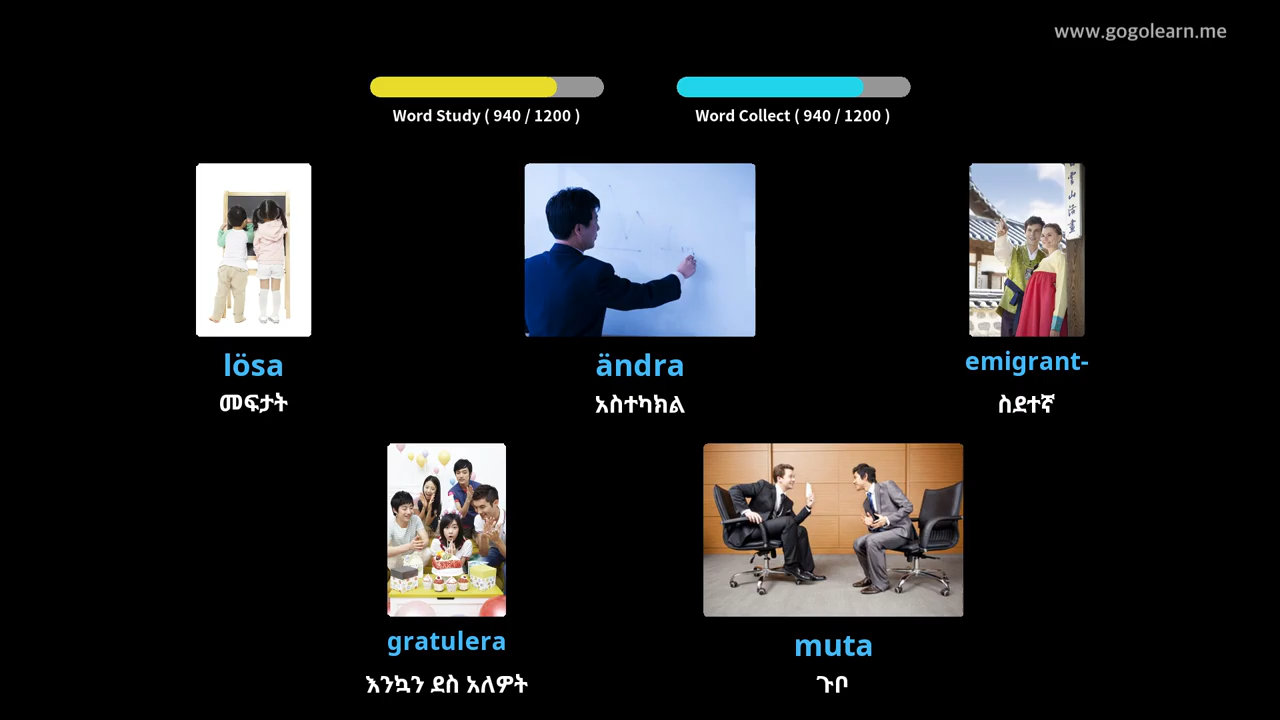 www.gogolearn.me
Word Study ( 940 / 1200 )
Word Collect ( 940 / 1200 )
lösa
መፍታት
ändra
አስተካክል
emigrant-
ስደተኛ
gratulera
እንኳን ደስ አለዎት
muta
ጉቦ